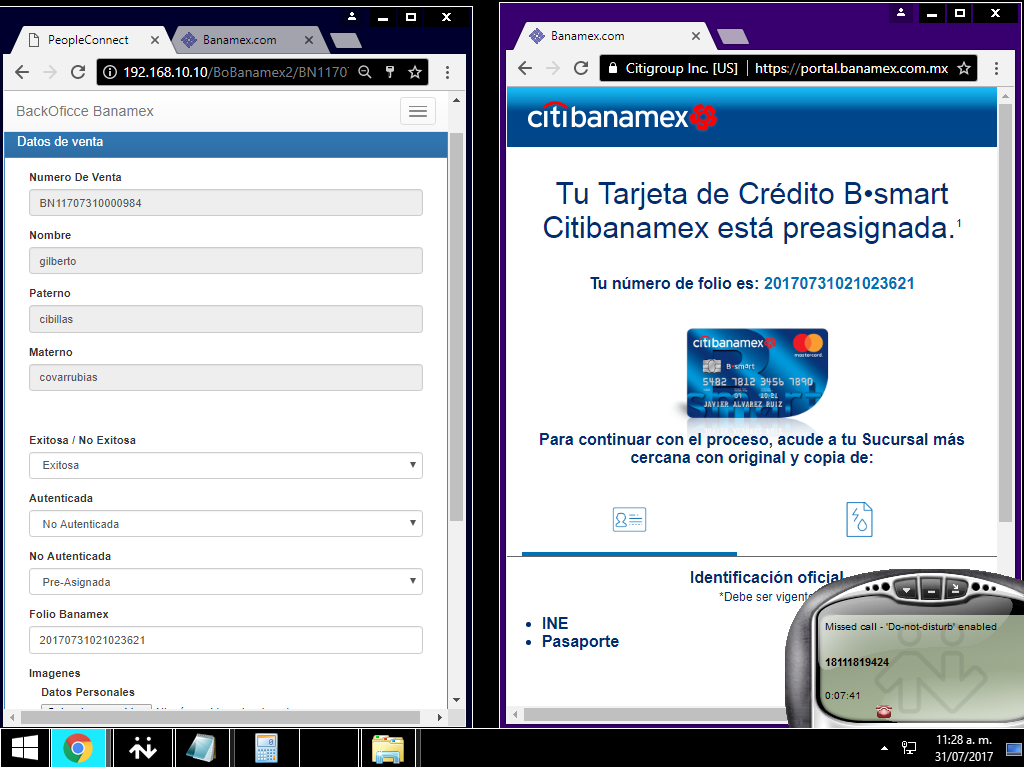 PeopleConnect
Banamex.com
192.168.10.10/BoBanamex2/BN1170
BackOficce Banamex
Datos de venta
Numero De Venta
BN11707310000984
Nombre
gilberto
Paterno
cibillas
Materno
covarrubias
Exitosa / No Exitosa
Exitosa
Autenticada
No Autenticada
No Autenticada
Pre-Asignada
Folio Banamex
20170731021023621
Imagenes
Datos Personales
Banamex.com
Citigroup Inc. [US] https://portal.banamex.com.mx
citibanamex
Tu Tarjeta de Crédito B•smart
Citibanamex está preasignada.1
Tu número de folio es: 20170731021023621
citibanamex
mastercard.
B•smart
5482 7812 3456 7890
JAVIER ALVAREZ RUIZ
Para continuar con el proceso, acude a tu Sucursal más
cercana con original y copia de:
Identificación oficial
*Debe ser vigente
INE
Pasaporte
Missed call - 'Do-not-disturb' enabled
18111819424
0:07:41
11:28 a. m.
31/07/2017